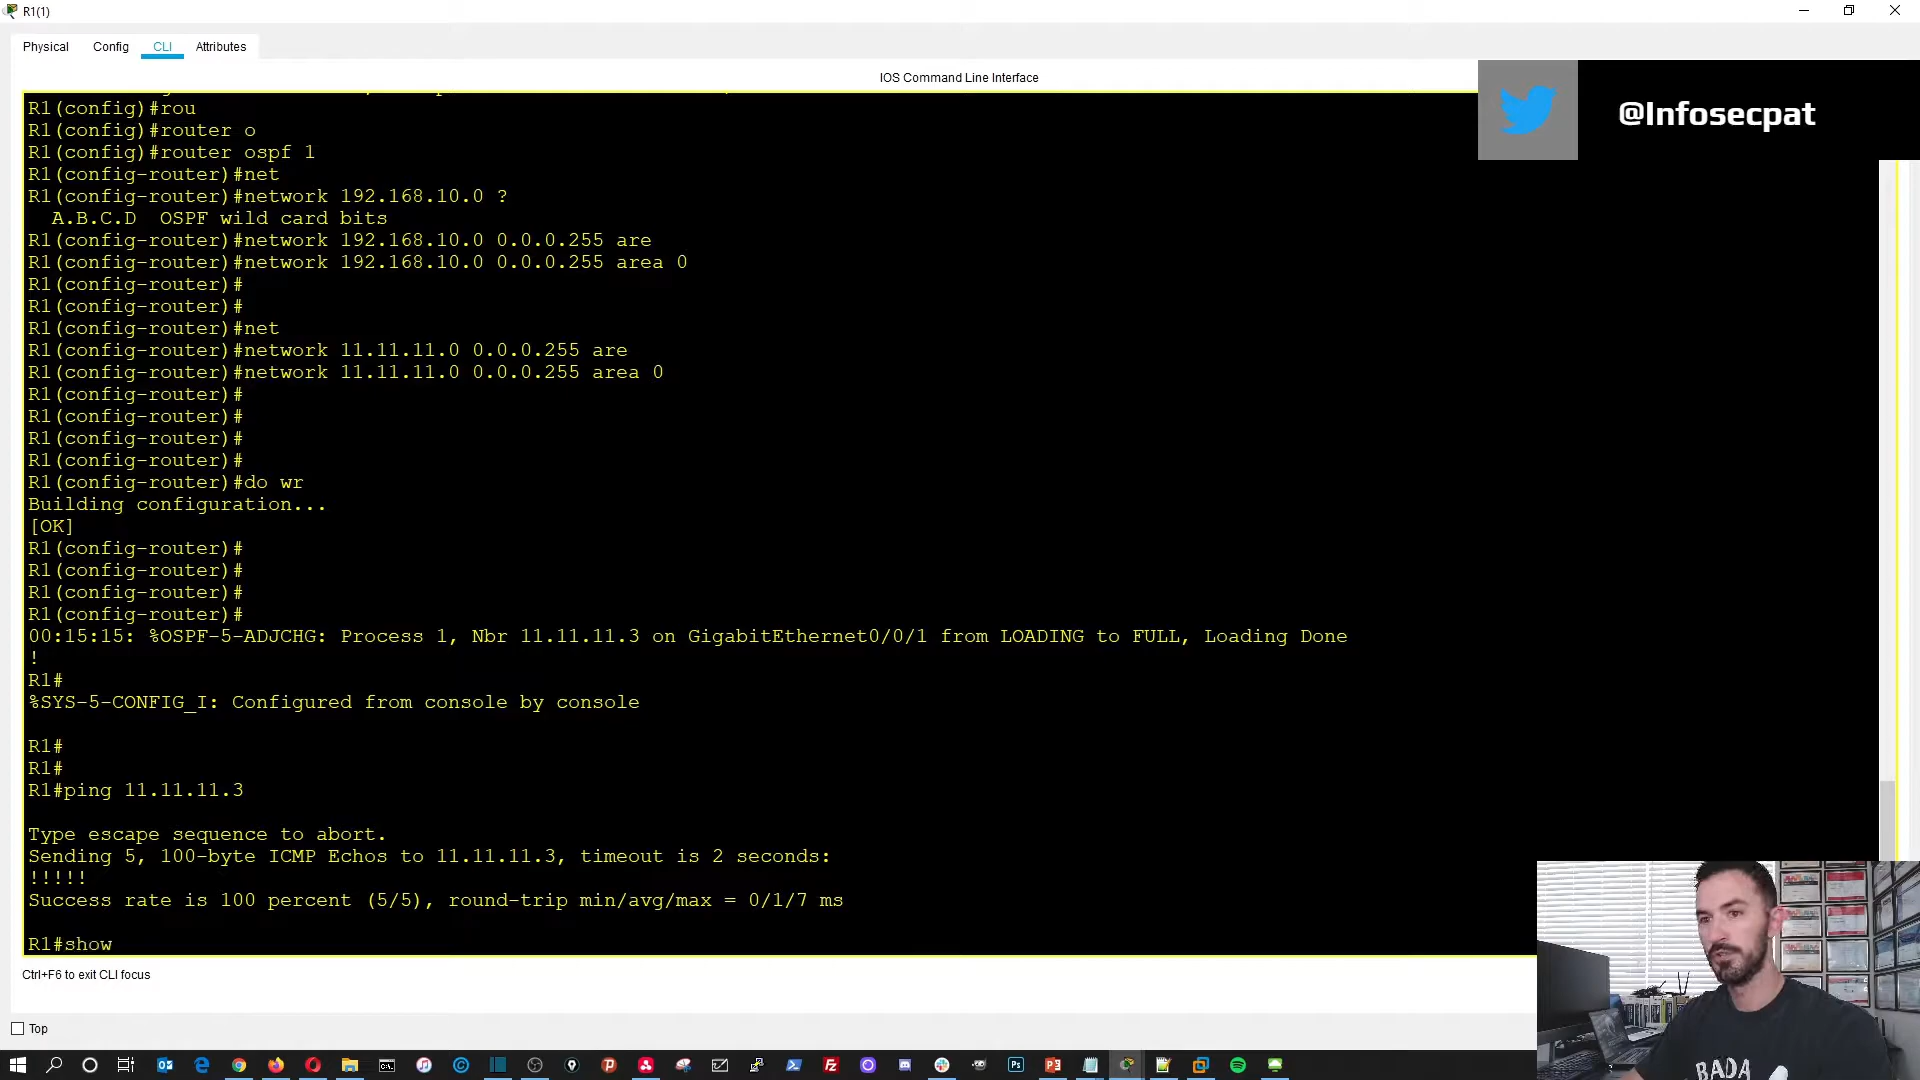 R1(1)
Physical
Config
CLI
Attributes
IOS Command Line Interface
@Infosecpat
R1(config)#rou
R1(config)#router o
R1(config)#router ospf 1
R1(config-router)#net
R1(config-router)#network 192.168.10.0 ?
A.B.C.D  OSPF wild card bits
R1(config-router)#network 192.168.10.0 0.0.0.255 are
R1(config-router)#network 192.168.10.0 0.0.0.255 area 0
R1(config-router)#
R1(config-router)#
R1(config-router)#net
R1(config-router)#network 11.11.11.0 0.0.0.255 are
R1(config-router)#network 11.11.11.0 0.0.0.255 area 0
R1(config-router)#
R1(config-router)#
R1(config-router)#
R1(config-router)#
R1(config-router)#do wr
Building configuration...
[OK]
R1(config-router)#
R1(config-router)#
R1(config-router)#
R1(config-router)#
00:15:15: %OSPF-5-ADJCHG: Process 1, Nbr 11.11.11.3 on GigabitEthernet0/0/1 from LOADING to FULL, Loading Done
!
R1#
%SYS-5-CONFIG_I: Configured from console by console
R1#
R1#
R1#ping 11.11.11.3
Type escape sequence to abort.
Sending 5, 100-byte ICMP Echos to 11.11.11.3, timeout is 2 seconds:
!!!!!
Success rate is 100 percent (5/5), round-trip min/avg/max = 0/1/7 ms
R1#show
Ctrl+F6 to exit CLI focus
Top
BADA